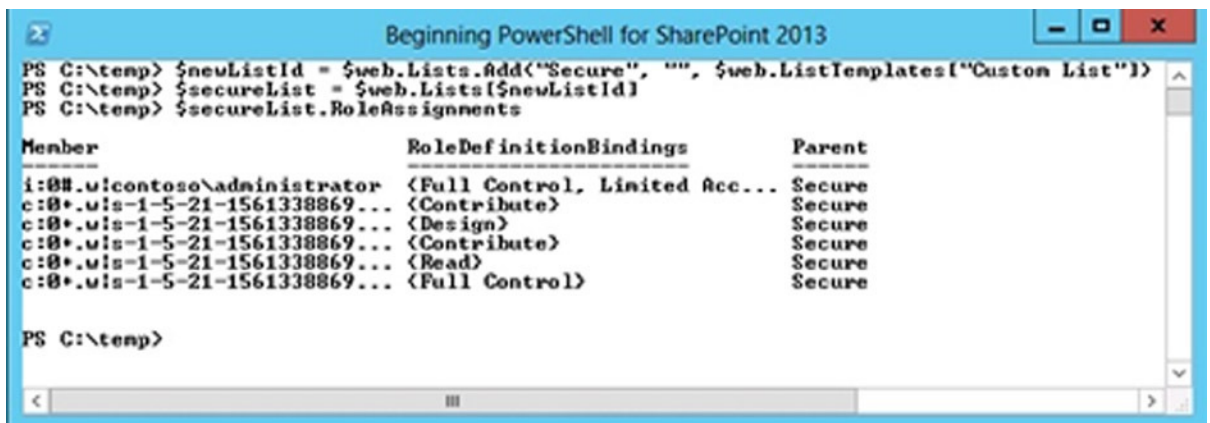 Beginning PowerShell for SharePoint 2013
PS C:\temp> $newListId = $web.Lists.Add("Secure", "", $web.ListTemplates["Custom List"])
PS C:\temp> $secureList = $web.Lists[$newListId]
PS C:\temp> $secureList.RoleAssignments
Member RoleDefinitionBindings Parent
------ ---------------------- ------
i:0#.w|contoso\administrator {Full Control, Limited Acc... Secure
c:0+.w|s-1-5-21-1561338869... {Contribute} Secure
c:0+.w|s-1-5-21-1561338869... {Design} Secure
c:0+.w|s-1-5-21-1561338869... {Contribute} Secure
c:0+.w|s-1-5-21-1561338869... {Read} Secure
c:0+.w|s-1-5-21-1561338869... {Full Control} Secure
PS C:\temp>